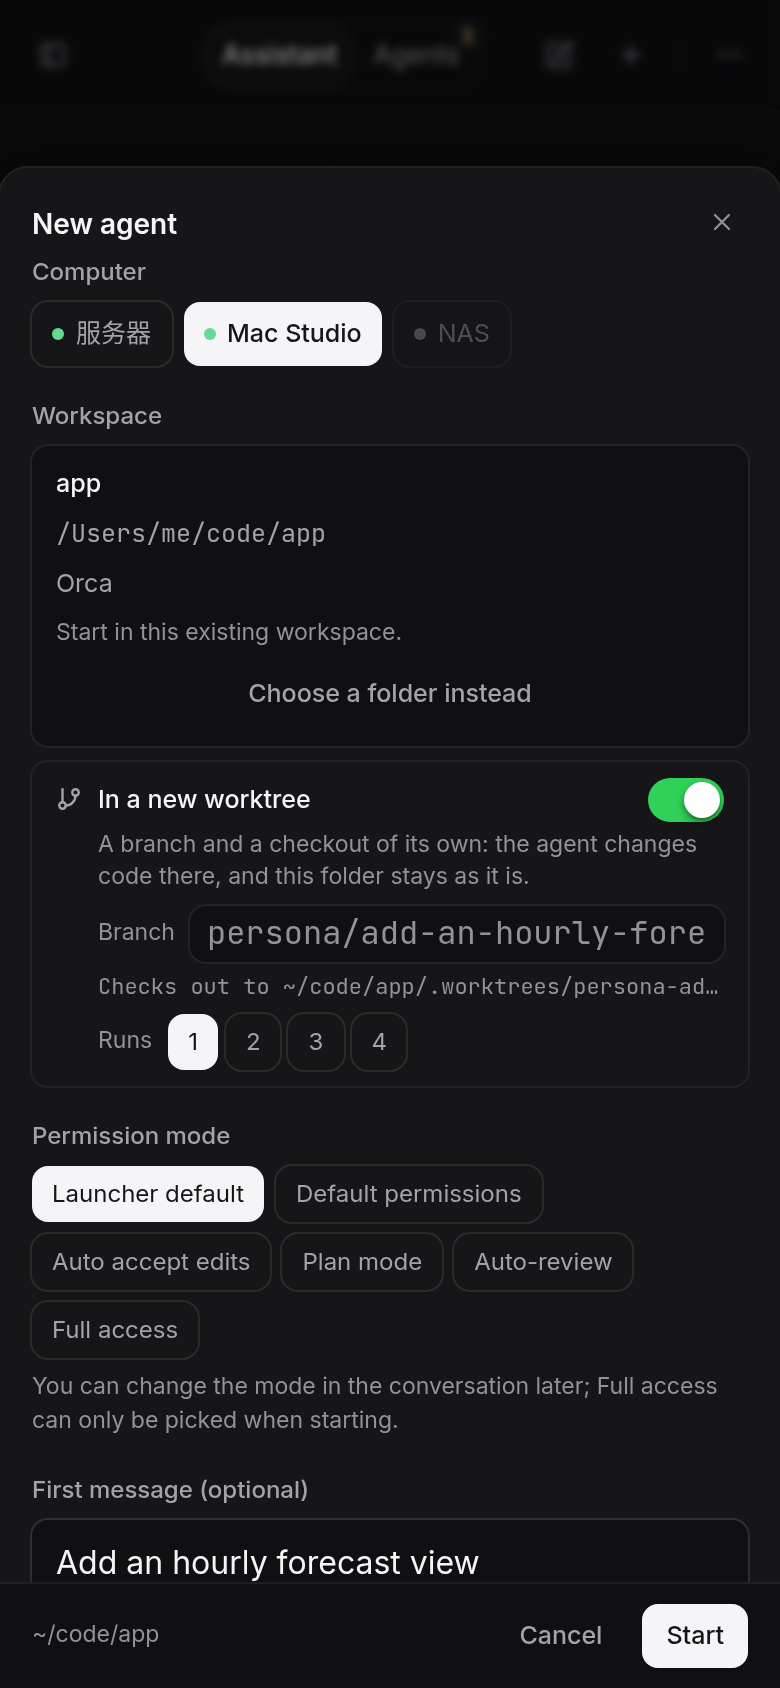 Assistant
Agents
New agent
Computer
服务器
Mac Studio
NAS
Workspace
app
/Users/me/code/app
Orca
Start in this existing workspace.
Choose a folder instead
In a new worktree
A branch and a checkout of its own: the agent changes
code there, and this folder stays as it is.
Branch
persona/add-an-hourly-fore
Checks out to ~/code/app/.worktrees/persona-ad…
Runs
1
2
3
4
Permission mode
Launcher default
Default permissions
Auto accept edits
Plan mode
Auto-review
Full access
You can change the mode in the conversation later; Full access
can only be picked when starting.
First message (optional)
Add an hourly forecast view
~/code/app
Cancel
Start